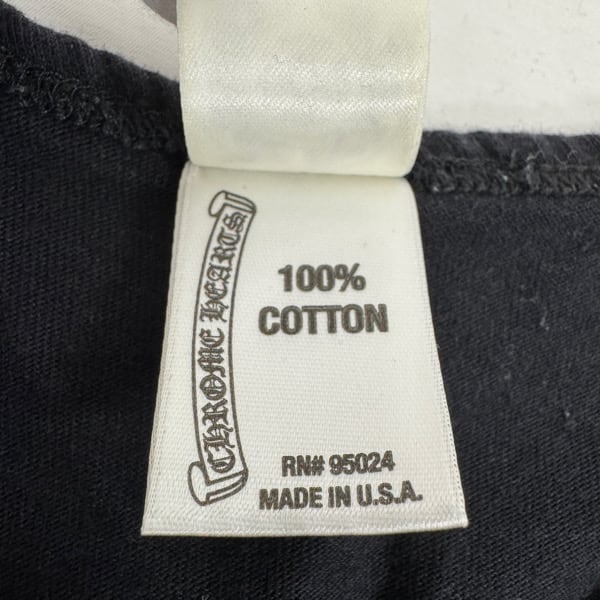 CHROME HEARTS
100%
COTTON
RN# 95024
MADE IN U.S.A.